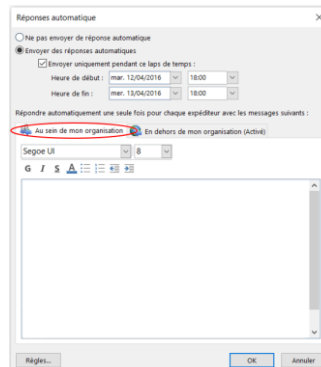 Réponses automatique
Ne pas envoyer de réponse automatique
Envoyer des réponses automatiques
Envoyer uniquement pendant ce laps de temps :
Heure de début : mar. 12/04/2016 18:00
Heure de fin : mer. 13/04/2016 18:00
Répondre automatiquement une seule fois pour chaque expéditeur avec les messages suivants :
Au sein de mon organisation En dehors de mon organisation (Activé)
Segoe UI 8
G I S A
Règles... OK Annuler